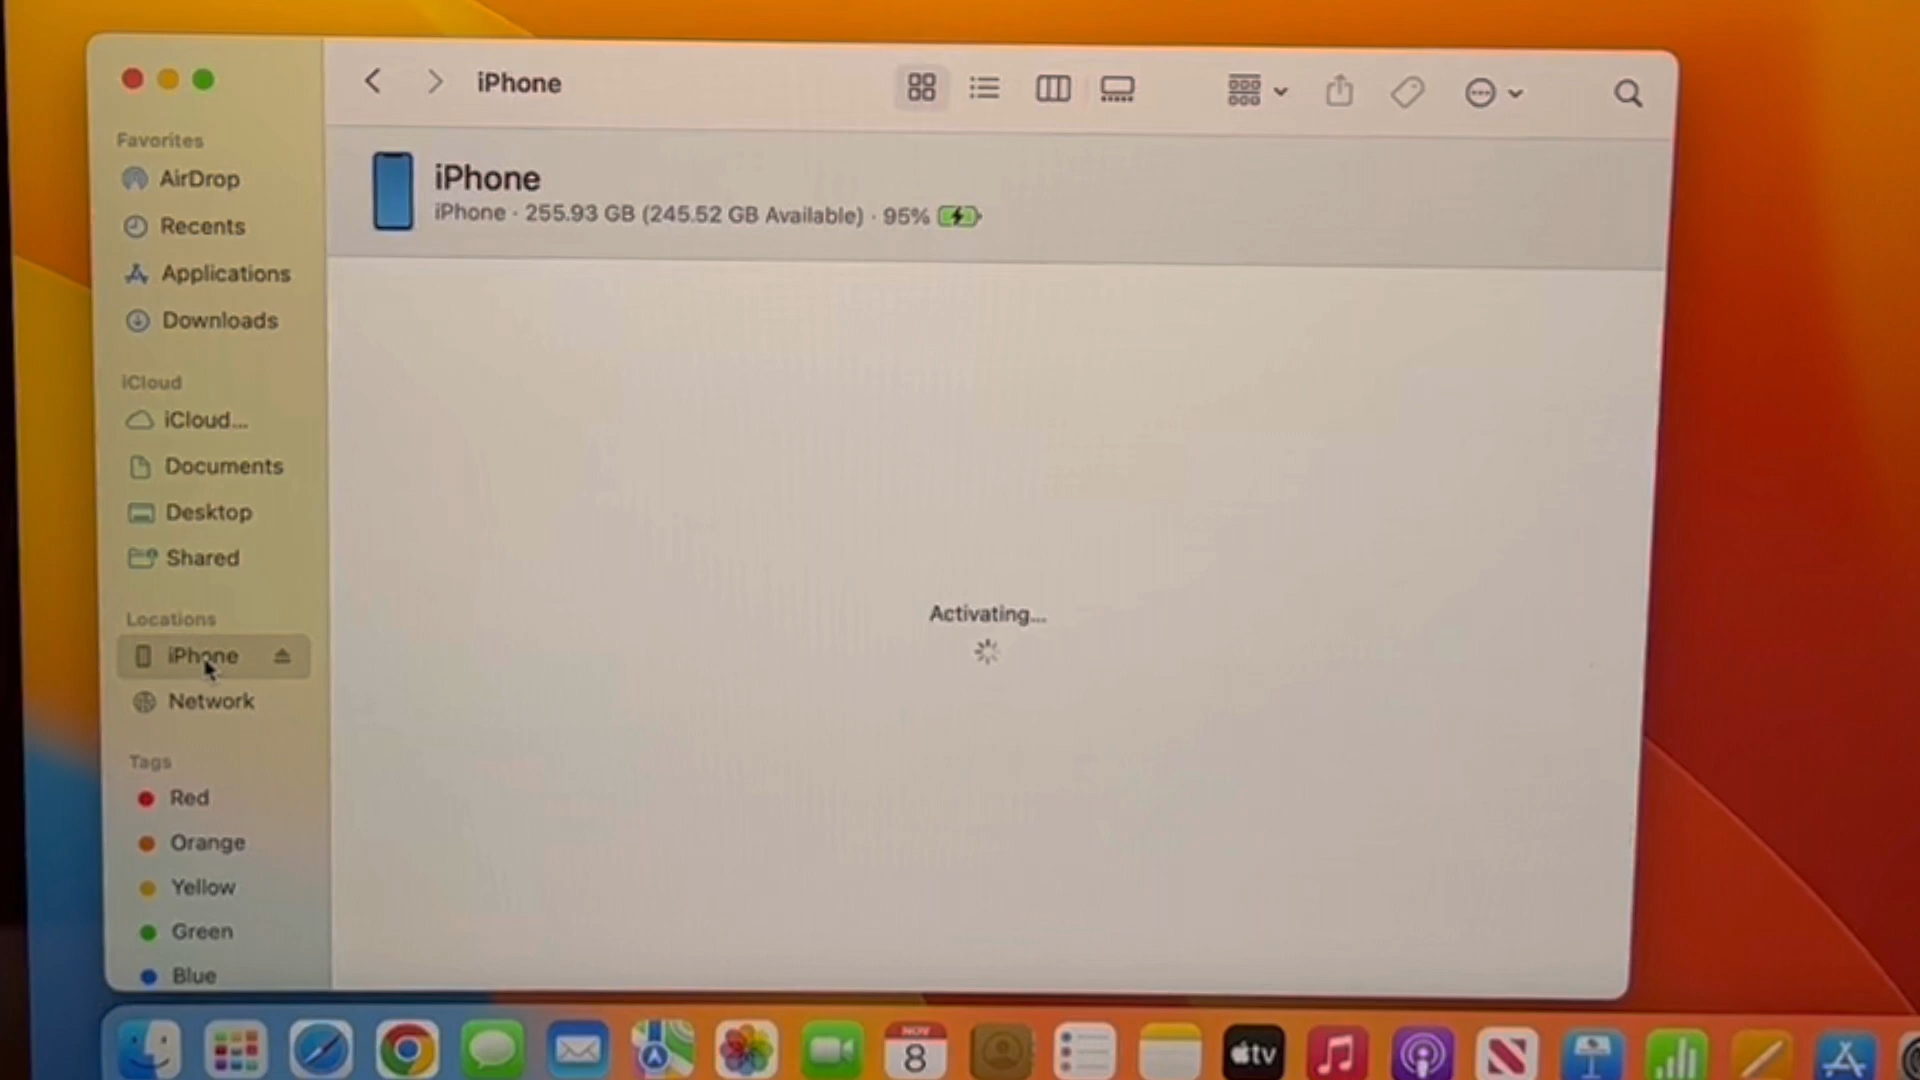 iPhone
Favorites
AirDrop
Recents
Applications
Downloads
iCloud
iCloud...
Documents
Desktop
Shared
Locations
iPhone
Network
Tags
Red
Orange
Yellow
Green
Blue
iPhone
iPhone · 255.93 GB (245.52 GB Available) · 95%
Activating...
NOV
8
tv